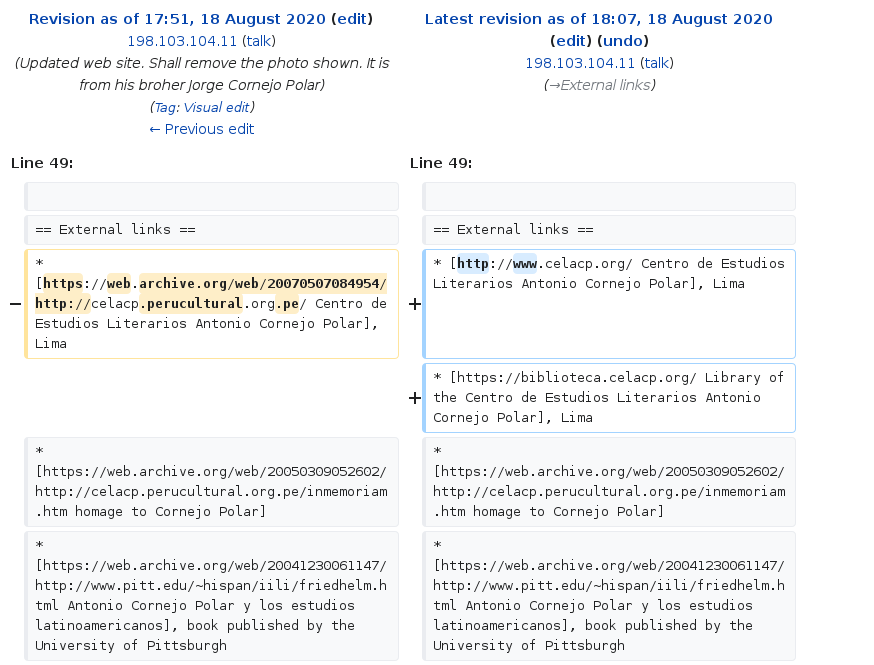 Revision as of 17:51, 18 August 2020 (edit)
198.103.104.11 (talk)
(Updated web site. Shall remove the photo shown. It is
from his broher Jorge Cornejo Polar)
(Tag: Visual edit)
← Previous edit
Latest revision as of 18:07, 18 August 2020
(edit) (undo)
198.103.104.11 (talk)
(→External links)
Line 49:
Line 49:
== External links ==
== External links ==
−
*
[https://web.archive.org/web/20070507084954/
http://celacp.perucultural.org.pe/ Centro de
Estudios Literarios Antonio Cornejo Polar],
Lima
+
* [http://www.celacp.org/ Centro de Estudios
Literarios Antonio Cornejo Polar], Lima
+
* [https://biblioteca.celacp.org/ Library of
the Centro de Estudios Literarios Antonio
Cornejo Polar], Lima
*
[https://web.archive.org/web/20050309052602/
http://celacp.perucultural.org.pe/inmemoriam
.htm homage to Cornejo Polar]
*
[https://web.archive.org/web/20050309052602/
http://celacp.perucultural.org.pe/inmemoriam
.htm homage to Cornejo Polar]
*
[https://web.archive.org/web/20041230061147/
http://www.pitt.edu/~hispan/iili/friedhelm.h
tml Antonio Cornejo Polar y los estudios
latinoamericanos], book published by the
University of Pittsburgh
*
[https://web.archive.org/web/20041230061147/
http://www.pitt.edu/~hispan/iili/friedhelm.h
tml Antonio Cornejo Polar y los estudios
latinoamericanos], book published by the
University of Pittsburgh